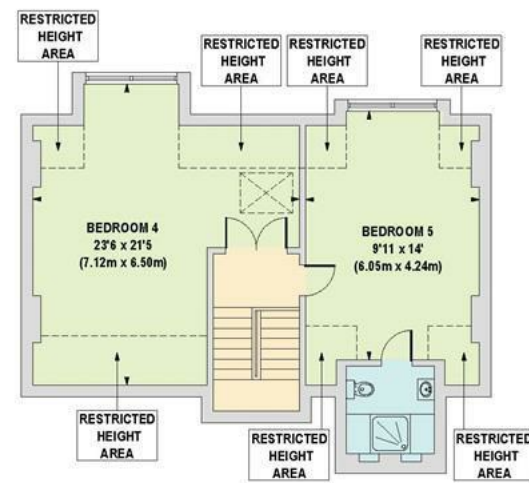 RESTRICTED
HEIGHT
AREA
RESTRICTED
HEIGHT
AREA
RESTRICTED
HEIGHT
AREA
RESTRICTED
HEIGHT
AREA
BEDROOM 4
23'6 x 21'5
(7.12m x 6.50m)
BEDROOM 5
9'11 x 14'
(6.05m x 4.24m)
RESTRICTED
HEIGHT
AREA
RESTRICTED
HEIGHT
AREA
RESTRICTED
HEIGHT
AREA